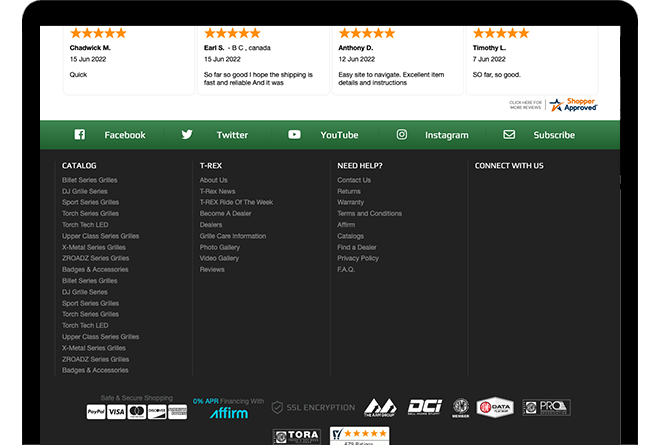 Chadwick M.
15 Jun 2022
Quick
Earl S. - B C , canada
15 Jun 2022
So far so good I hope the shipping is
fast and reliable And it was
Anthony D.
12 Jun 2022
Easy site to navigate. Excellent item
details and instructions
Timothy L.
7 Jun 2022
SO far, so good.
CLICK HERE FOR
MORE REVIEWS
Shopper
Approved
Facebook
Twitter
YouTube
Instagram
Subscribe
CATALOG
Billet Series Grilles
DJ Grille Series
Sport Series Grilles
Torch Series Grilles
Torch Tech LED
Upper Class Series Grilles
X-Metal Series Grilles
ZROADZ Series Grilles
Badges & Accessories
Billet Series Grilles
DJ Grille Series
Sport Series Grilles
Torch Series Grilles
Torch Tech LED
Upper Class Series Grilles
X-Metal Series Grilles
ZROADZ Series Grilles
Badges & Accessories
T-REX
About Us
T-Rex News
T-REX Ride Of The Week
Become A Dealer
Dealers
Grille Care Information
Photo Gallery
Video Gallery
Reviews
NEED HELP?
Contact Us
Returns
Warranty
Terms and Conditions
Affirm
Catalogs
Find a Dealer
Privacy Policy
F.A.Q.
CONNECT WITH US
Safe & Secure Shopping
PayPal
VISA
DISCOVER
0% APR Financing With
affirm
SSL ENCRYPTION
THE AAM GROUP
DCi
MEMBER
DATA
PRO
TORA
479 Ratings